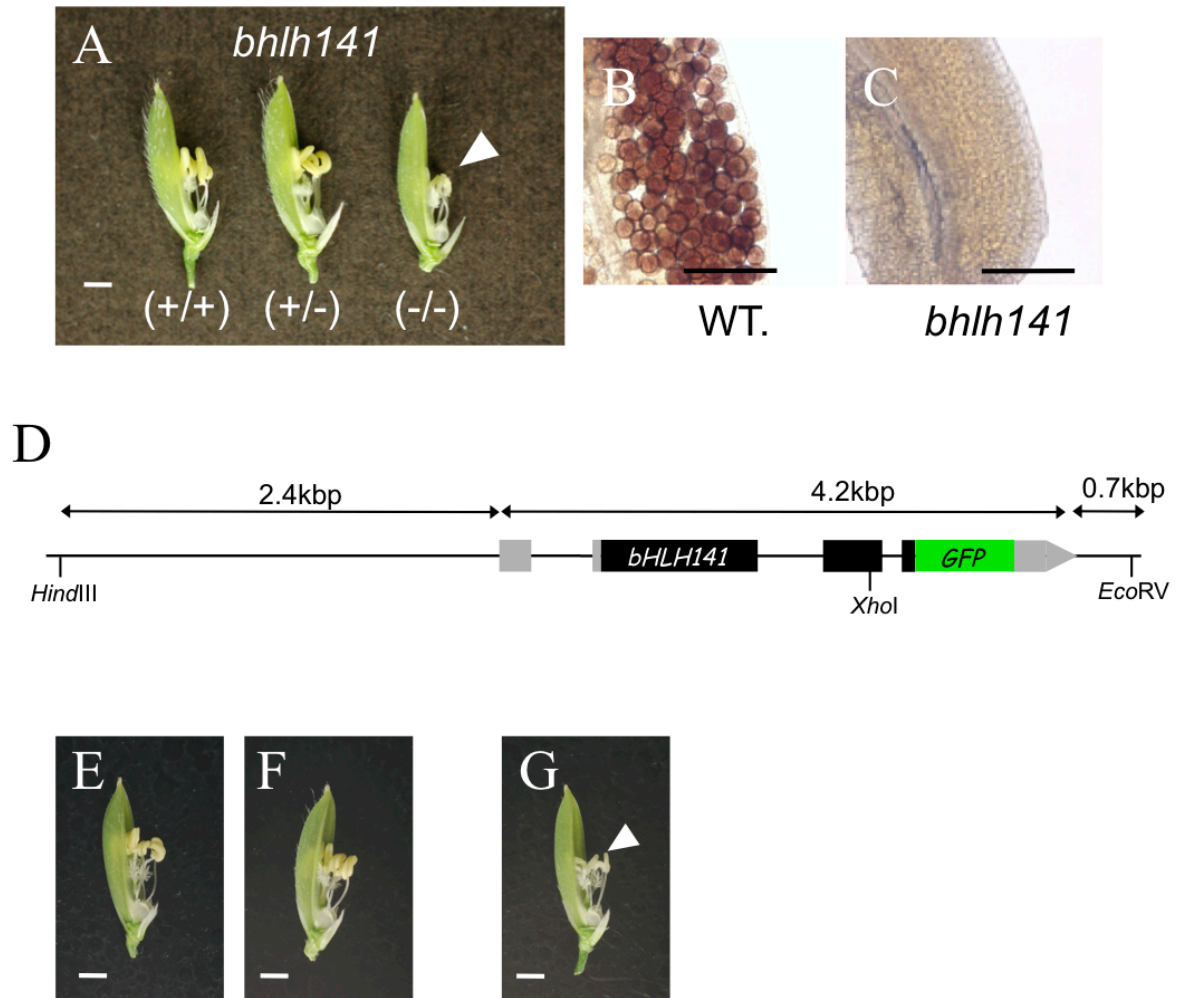 A
bhlh141
(+/+) (+/-) (-/-)
B
C
WT. bhlh141
D
2.4kbp 4.2kbp 0.7kbp
bHLH141 GFP
HindIII XhoI EcoRV
E
F
G